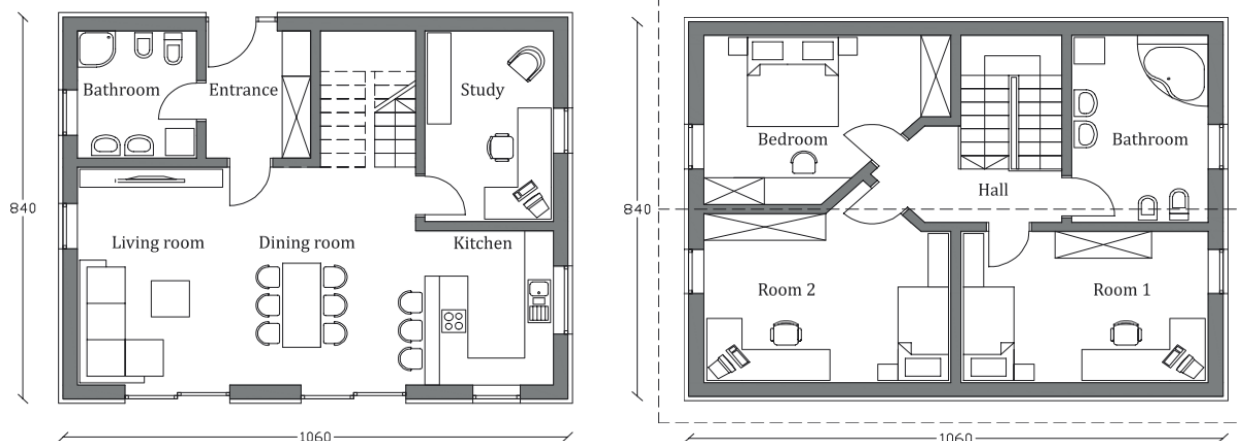 Bathroom
Entrance
Study
840
Living room
Dining room
Kitchen
1060
Bedroom
Bathroom
Hall
840
Room 2
Room 1
1060